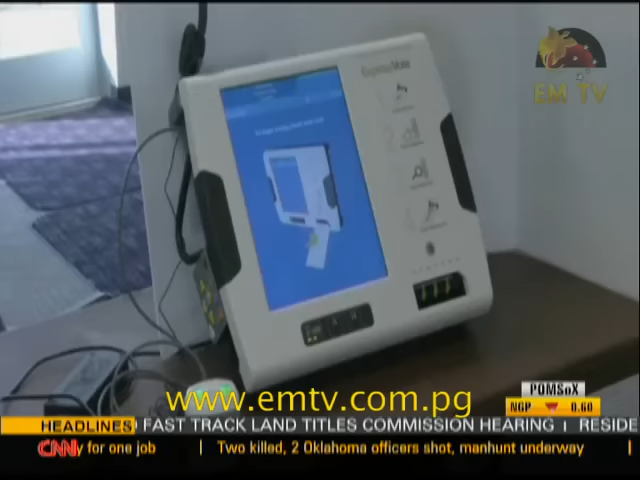 EM TV
ExpressVote
www.emtv.com.pg
POMSoX
NGP 0.60
HEADLINES FAST TRACK LAND TITLES COMMISSION HEARING | RESIDE
CNN y for one job | Two killed, 2 Oklahoma officers shot, manhunt underway |